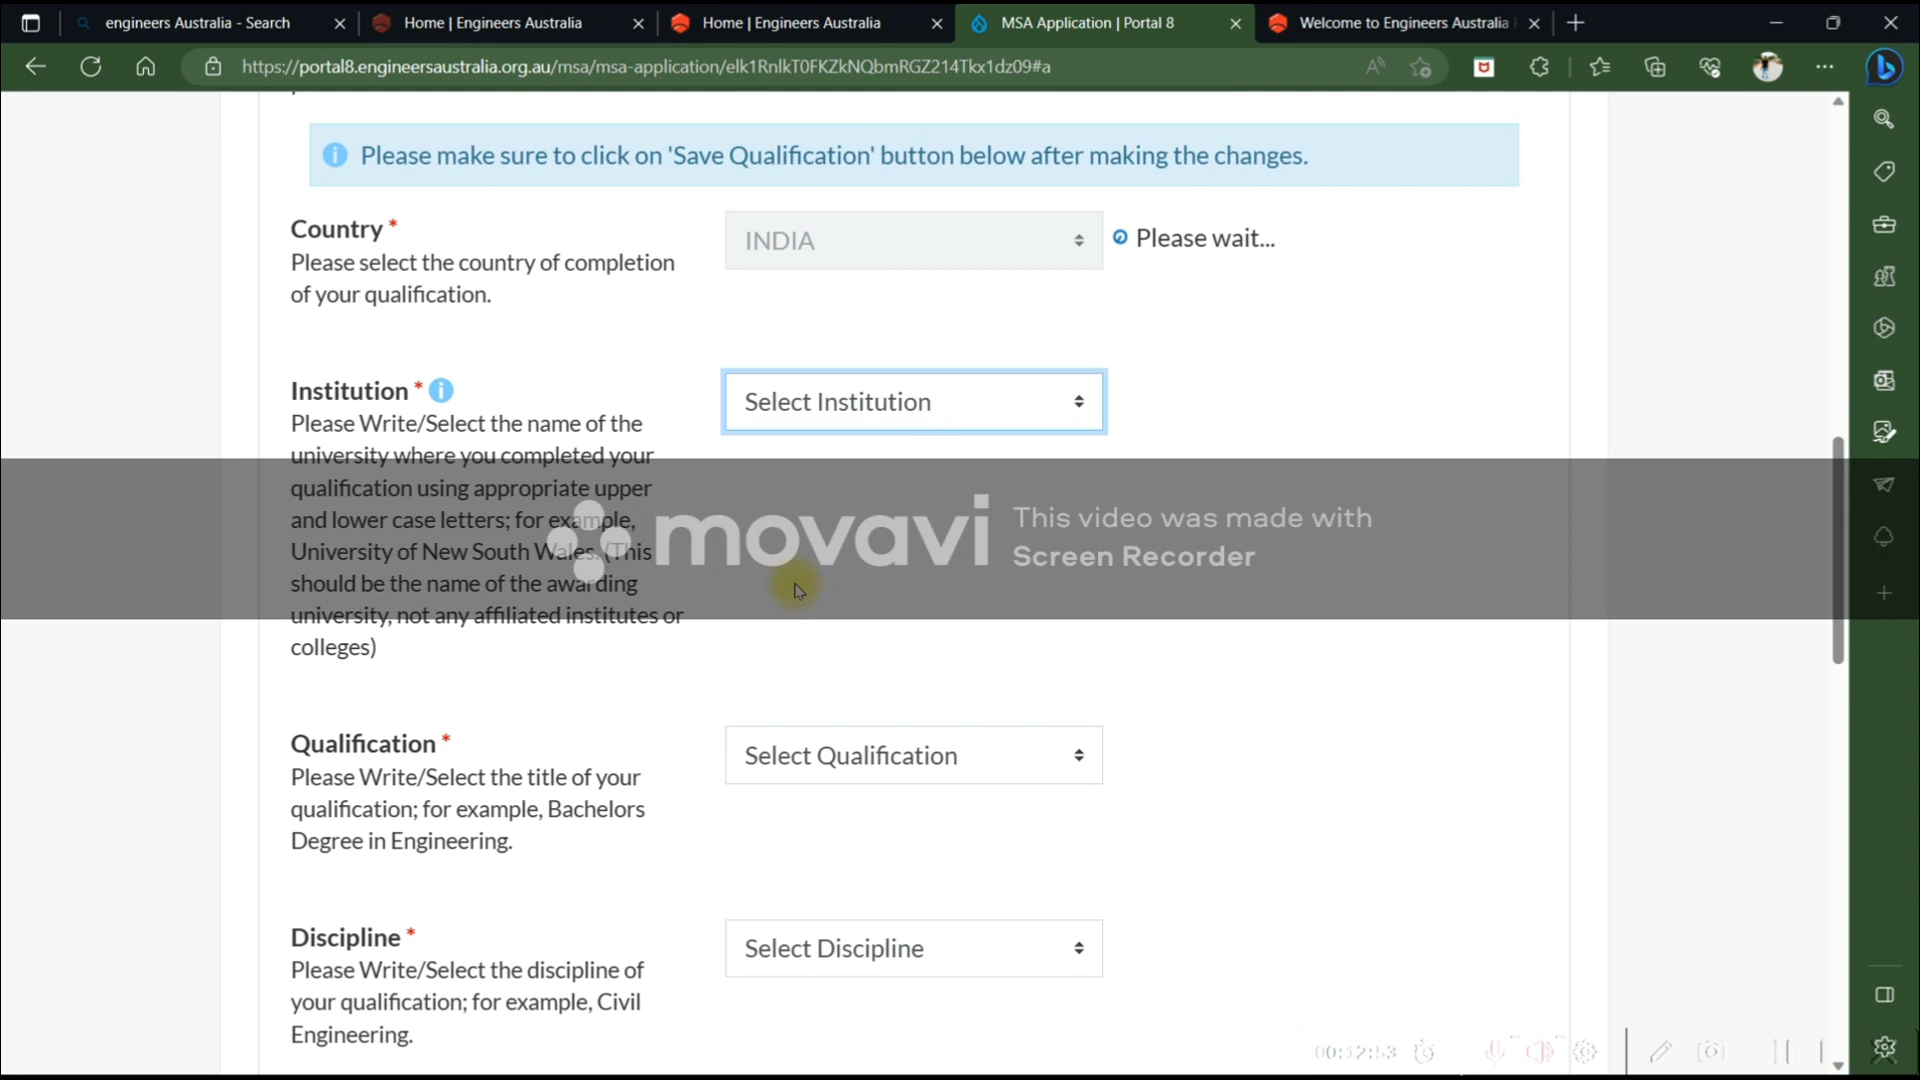 engineers Australia - Search
Home | Engineers Australia
Home | Engineers Australia
MSA Application | Portal 8
Welcome to Engineers Australia
https://portal8.engineersaustralia.org.au/msa/msa-application/elk1RnlkT0FKZkNQbmRGZ214Tkx1dz09#a
Please make sure to click on 'Save Qualification' button below after making the changes.
Country *
INDIA
Please wait...
Please select the country of completion
of your qualification.
Institution *
Select Institution
Please Write/Select the name of the
university where you completed your
qualification using appropriate upper
and lower case letters; for example,
University of New South Wales. (This
should be the name of the awarding
university, not any affiliated institutes or
colleges)
movavi
This video was made with
Screen Recorder
Qualification *
Select Qualification
Please Write/Select the title of your
qualification; for example, Bachelors
Degree in Engineering.
Discipline *
Select Discipline
Please Write/Select the discipline of
your qualification; for example, Civil
Engineering.
00:12:53